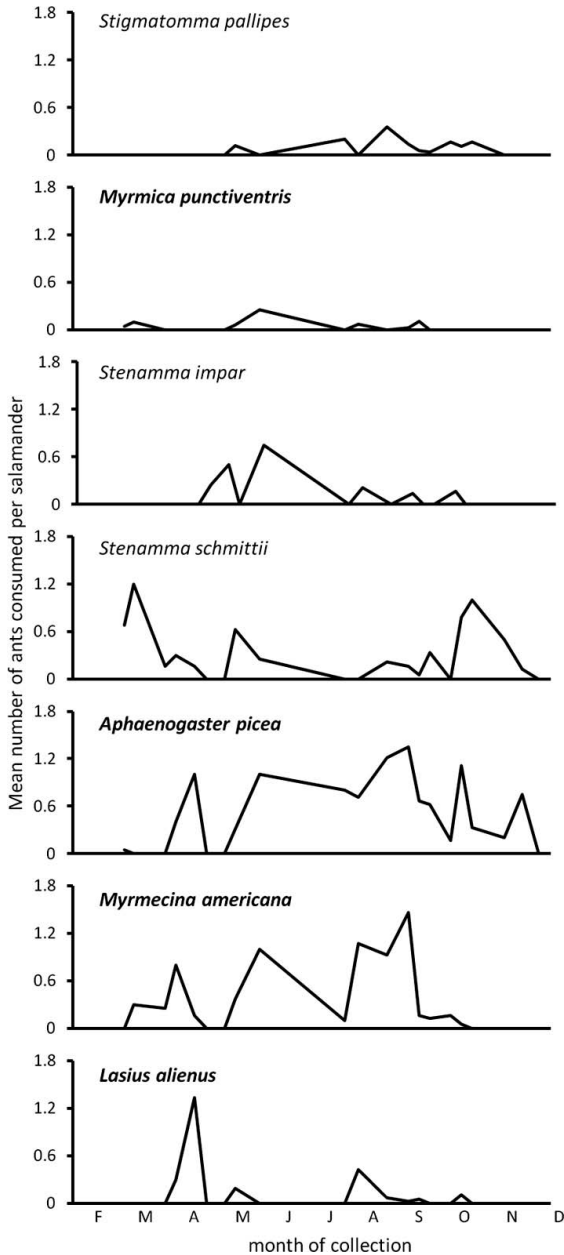 Stigmatomma pallipes
1.8
1.2
0.6
0
Myrmica punctiventris
1.8
1.2
0.6
0
Stenamma impar
1.8
1.2
0.6
0
Stenamma schmittii
1.8
1.2
0.6
0
Aphaenogaster picea
1.8
1.2
0.6
0
Myrmecina americana
1.8
1.2
0.6
0
Lasius alienus
1.8
1.2
0.6
0
Mean number of ants consumed per salamander
F M A M J J A S O N D
month of collection